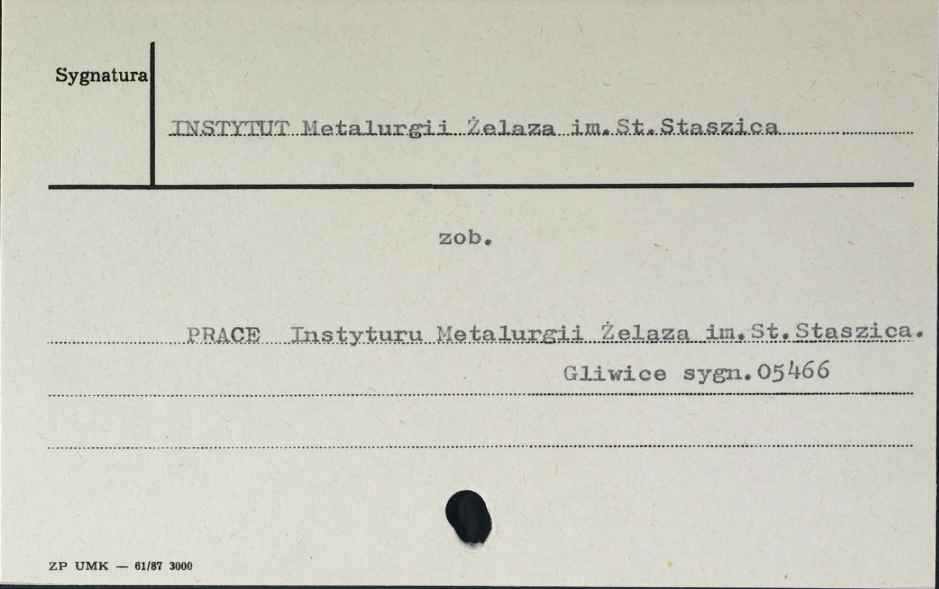 Sygnatura
INSTYTUT Metalurgii Żelaza im.St.Staszica
zob.
PRACE Instyturu Metalurgii Żelaza im.St.Staszica.
Gliwice sygn.05466
ZP UMK — 61/87 3000